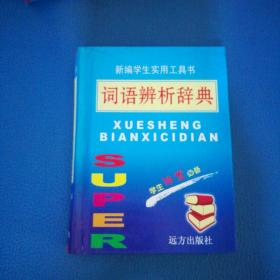 新编学生实用工具书
词语辨析辞典
XUESHENG
BIANXICIDIAN
SUPER
学生
必备
远方出版社